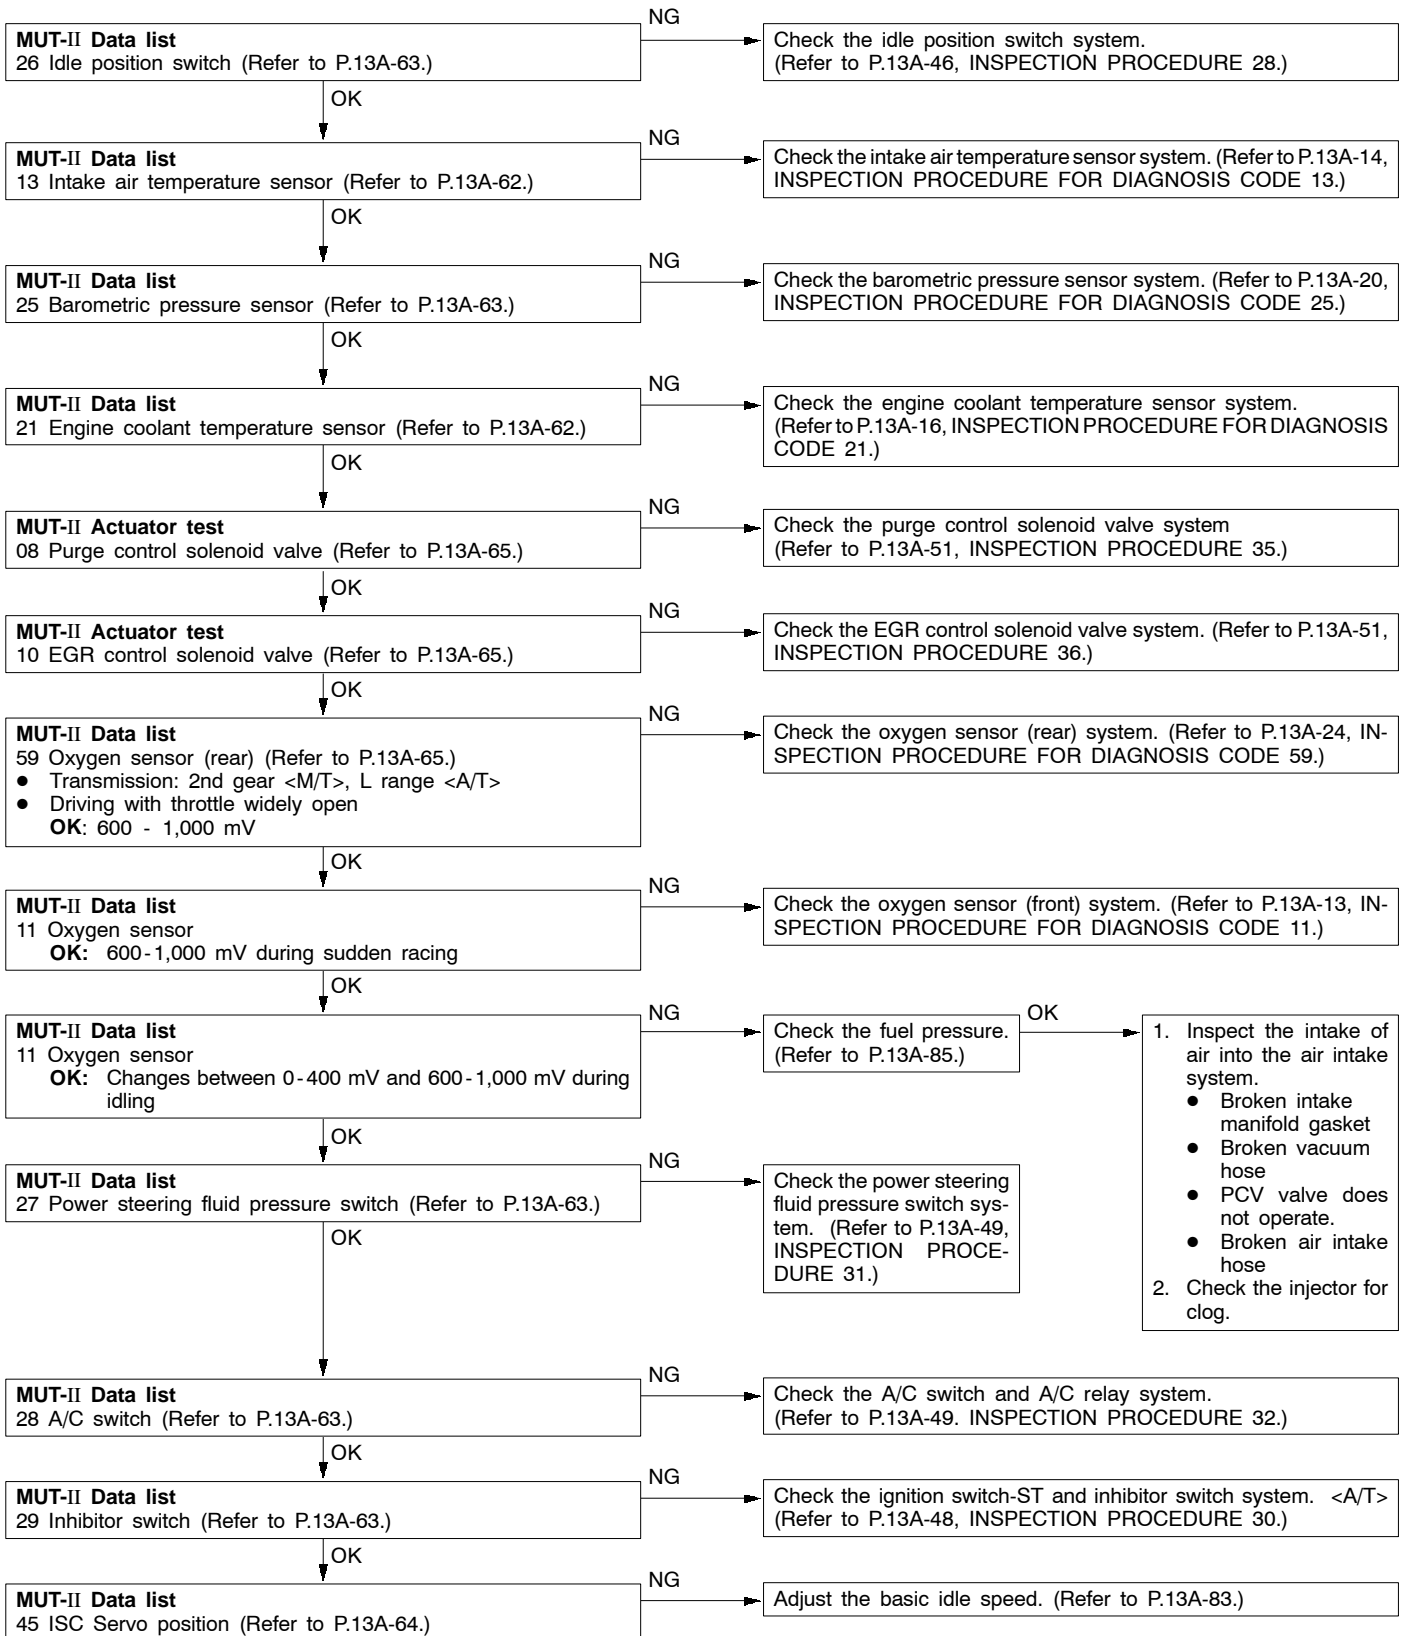 NG
MUT-II Data list
26 Idle position switch (Refer to P.13A-63.)
Check the idle position switch system.
(Refer to P.13A-46, INSPECTION PROCEDURE 28.)
OK
NG
MUT-II Data list
13 Intake air temperature sensor (Refer to P.13A-62.)
Check the intake air temperature sensor system. (Refer to P.13A-14,
INSPECTION PROCEDURE FOR DIAGNOSIS CODE 13.)
OK
NG
MUT-II Data list
25 Barometric pressure sensor (Refer to P.13A-63.)
Check the barometric pressure sensor system. (Refer to P.13A-20,
INSPECTION PROCEDURE FOR DIAGNOSIS CODE 25.)
OK
NG
MUT-II Data list
21 Engine coolant temperature sensor (Refer to P.13A-62.)
Check the engine coolant temperature sensor system.
(Refer to P.13A-16, INSPECTION PROCEDURE FOR DIAGNOSIS
CODE 21.)
OK
NG
MUT-II Actuator test
08 Purge control solenoid valve (Refer to P.13A-65.)
Check the purge control solenoid valve system
(Refer to P.13A-51, INSPECTION PROCEDURE 35.)
OK
NG
MUT-II Actuator test
10 EGR control solenoid valve (Refer to P.13A-65.)
Check the EGR control solenoid valve system. (Refer to P.13A-51,
INSPECTION PROCEDURE 36.)
OK
NG
MUT-II Data list
59 Oxygen sensor (rear) (Refer to P.13A-65.)
● Transmission: 2nd gear <M/T>, L range <A/T>
● Driving with throttle widely open
OK: 600 - 1,000 mV
Check the oxygen sensor (rear) system. (Refer to P.13A-24, IN-
SPECTION PROCEDURE FOR DIAGNOSIS CODE 59.)
OK
NG
MUT-II Data list
11 Oxygen sensor
OK: 600-1,000 mV during sudden racing
Check the oxygen sensor (front) system. (Refer to P.13A-13, IN-
SPECTION PROCEDURE FOR DIAGNOSIS CODE 11.)
OK
NG
MUT-II Data list
11 Oxygen sensor
OK: Changes between 0-400 mV and 600-1,000 mV during
idling
Check the fuel pressure.
(Refer to P.13A-85.)
OK
1. Inspect the intake of
air into the air intake
system.
● Broken intake
manifold gasket
● Broken vacuum
hose
● PCV valve does
not operate.
● Broken air intake
hose
2. Check the injector for
clog.
OK
NG
MUT-II Data list
27 Power steering fluid pressure switch (Refer to P.13A-63.)
Check the power steering
fluid pressure switch sys-
tem. (Refer to P.13A-49,
INSPECTION PROCE-
DURE 31.)
OK
NG
MUT-II Data list
28 A/C switch (Refer to P.13A-63.)
Check the A/C switch and A/C relay system.
(Refer to P.13A-49. INSPECTION PROCEDURE 32.)
OK
NG
MUT-II Data list
29 Inhibitor switch (Refer to P.13A-63.)
Check the ignition switch-ST and inhibitor switch system. <A/T>
(Refer to P.13A-48, INSPECTION PROCEDURE 30.)
OK
NG
MUT-II Data list
45 ISC Servo position (Refer to P.13A-64.)
Adjust the basic idle speed. (Refer to P.13A-83.)